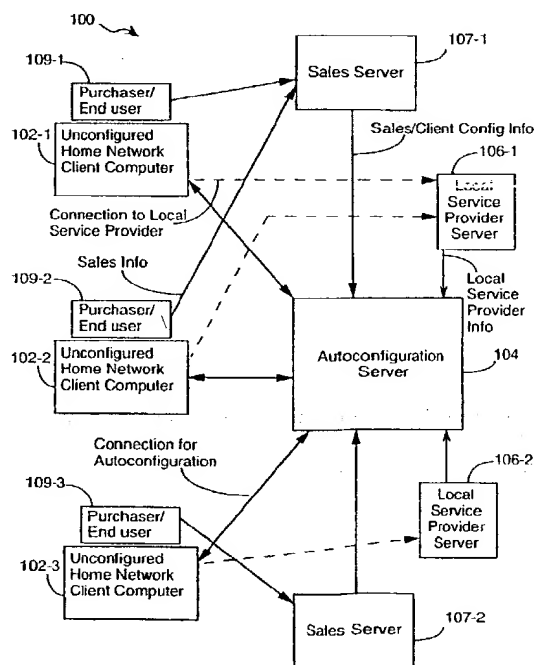 100
107-1
109-1
Sales Server
Purchaser/
End user
102-1
Unconfigured
Home Network
Client Computer
Sales/Client Config Info
106-1
Local
Service
Provider
Server
Connection to Local
Service Provider
109-2
Sales Info
Local
Service
Provider
Info
Purchaser/
End user
102-2
Unconfigured
Home Network
Client Computer
Autoconfiguration
Server
104
Connection for
Autoconfiguration
109-3
106-2
Purchaser/
End user
Local
Service
Provider
Server
102-3
Unconfigured
Home Network
Client Computer
Sales Server
107-2